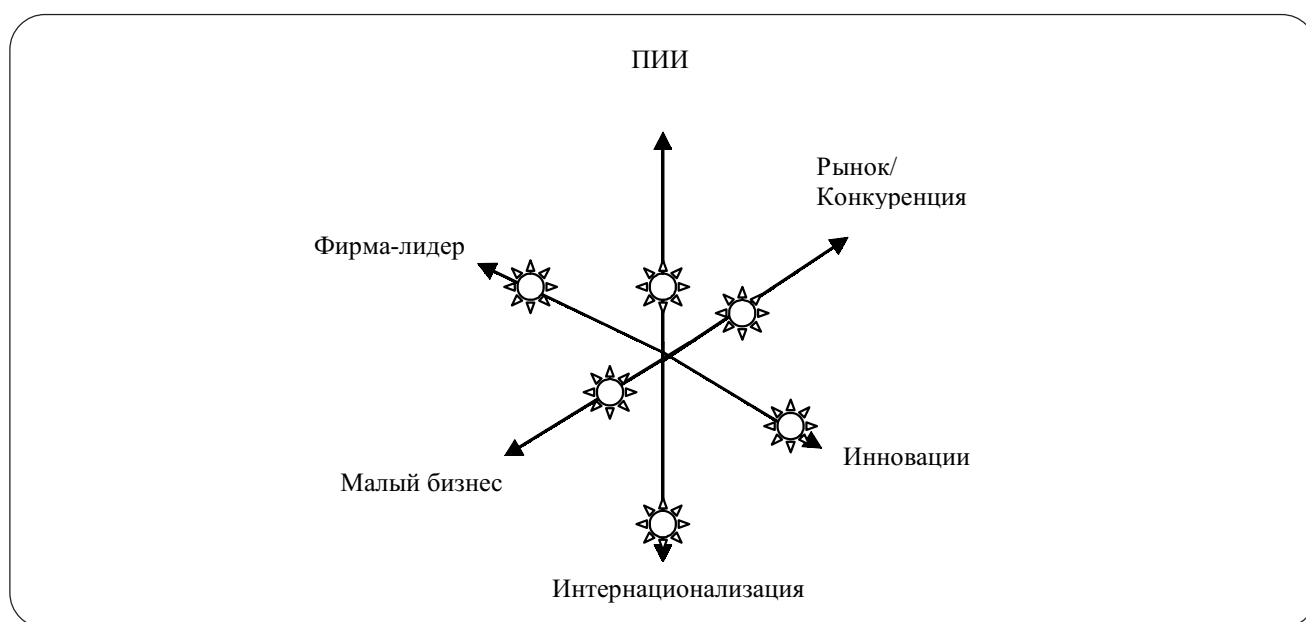 ПИИ
Рынок/
Конкуренция
Фирма-лидер
Инновации
Малый бизнес
Интернационализация